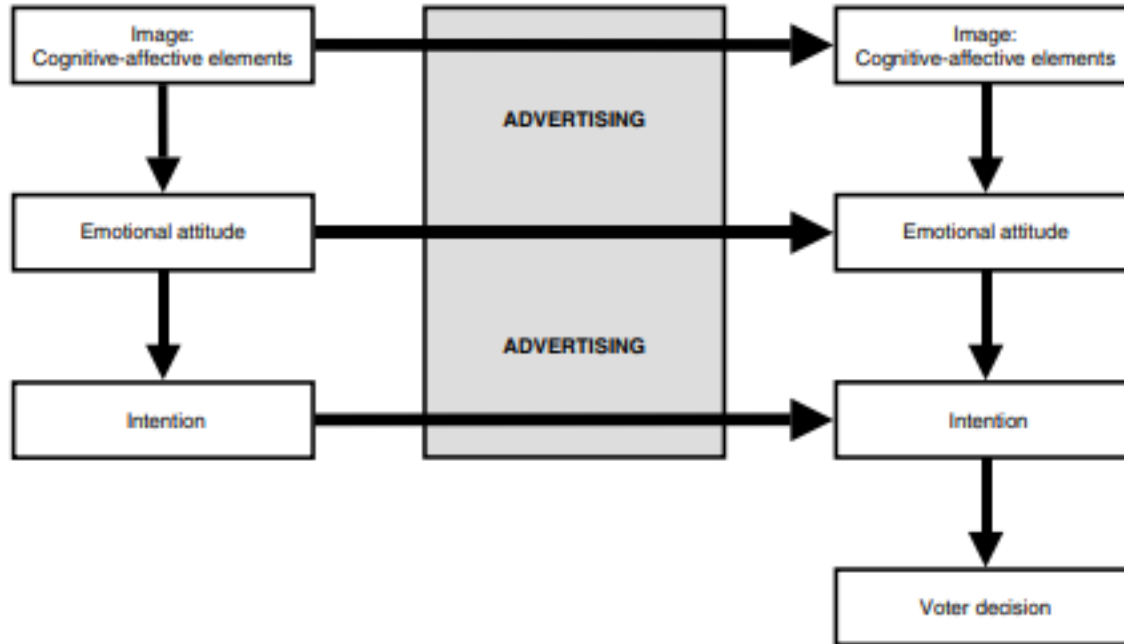 Image:
Cognitive-affective elements
Image:
Cognitive-affective elements
ADVERTISING
Emotional attitude
Emotional attitude
ADVERTISING
Intention
Intention
Voter decision